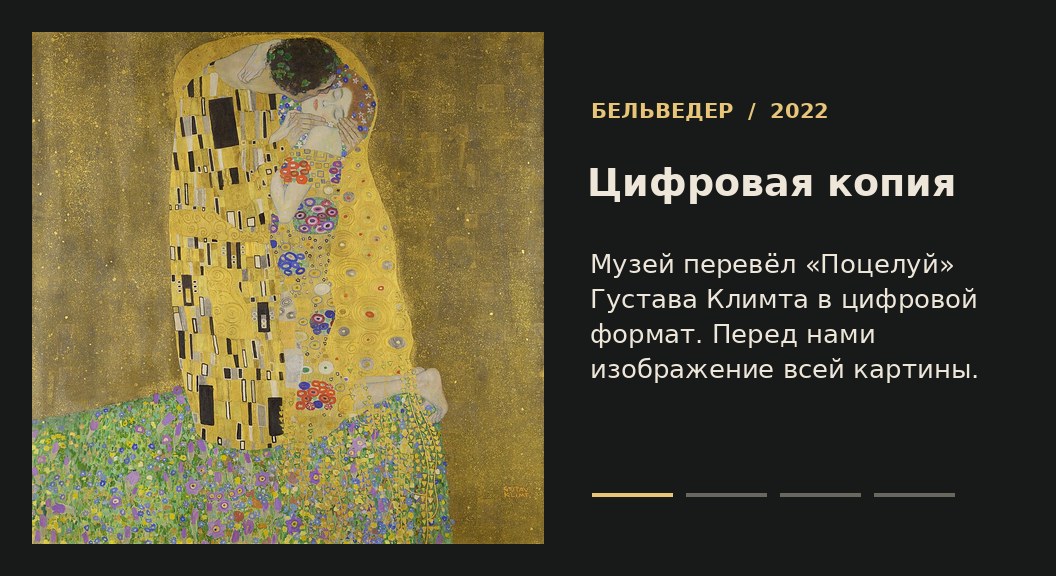 БЕЛЬВЕДЕР / 2022
Цифровая копия
Музей перевёл «Поцелуй»
Густава Климта в цифровой
формат. Перед нами
изображение всей картины.